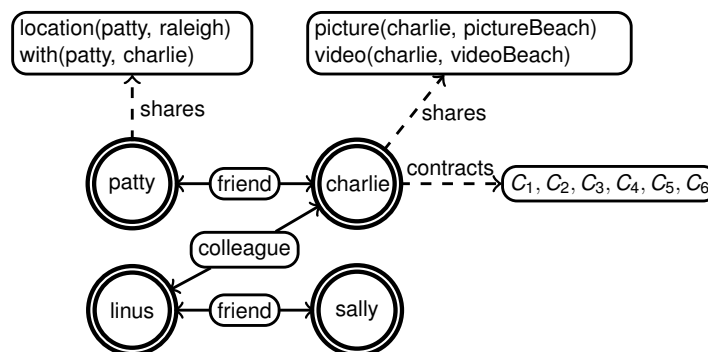 location(patty, raleigh)
with(patty, charlie)
picture(charlie, pictureBeach)
video(charlie, videoBeach)
shares
shares
patty
friend
charlie
contracts
C₁, C₂, C₃, C₄, C₅, C₆
colleague
linus
friend
sally